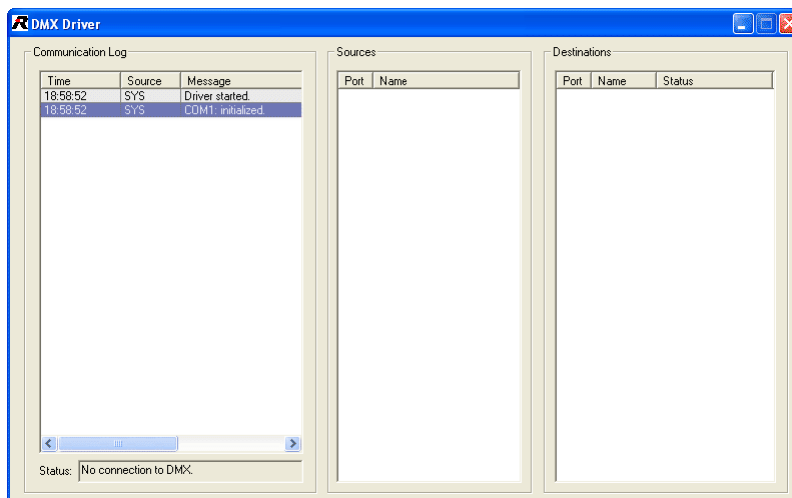 DMX Driver
Communication Log
Time Source Message
18:58:52 SYS Driver started.
18:58:52 SYS COM1: initialized.
Status: No connection to DMX.
Sources
Port Name
Destinations
Port Name Status